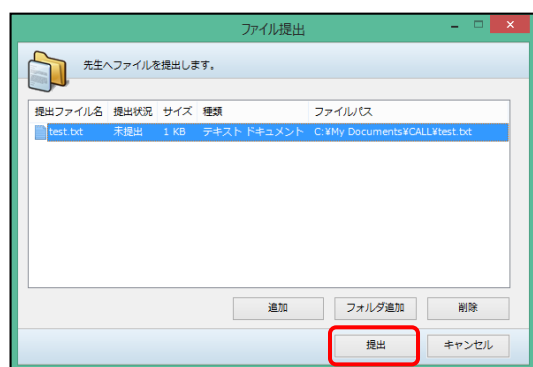 ファイル提出
先生へファイルを提出します。
提出ファイル名 提出状況 サイズ 種類 ファイルパス
test.txt 未提出 1 KB テキスト ドキュメント C:¥My Documents¥CALL¥test.txt
追加 フォルダ追加 削除
提出 キャンセル